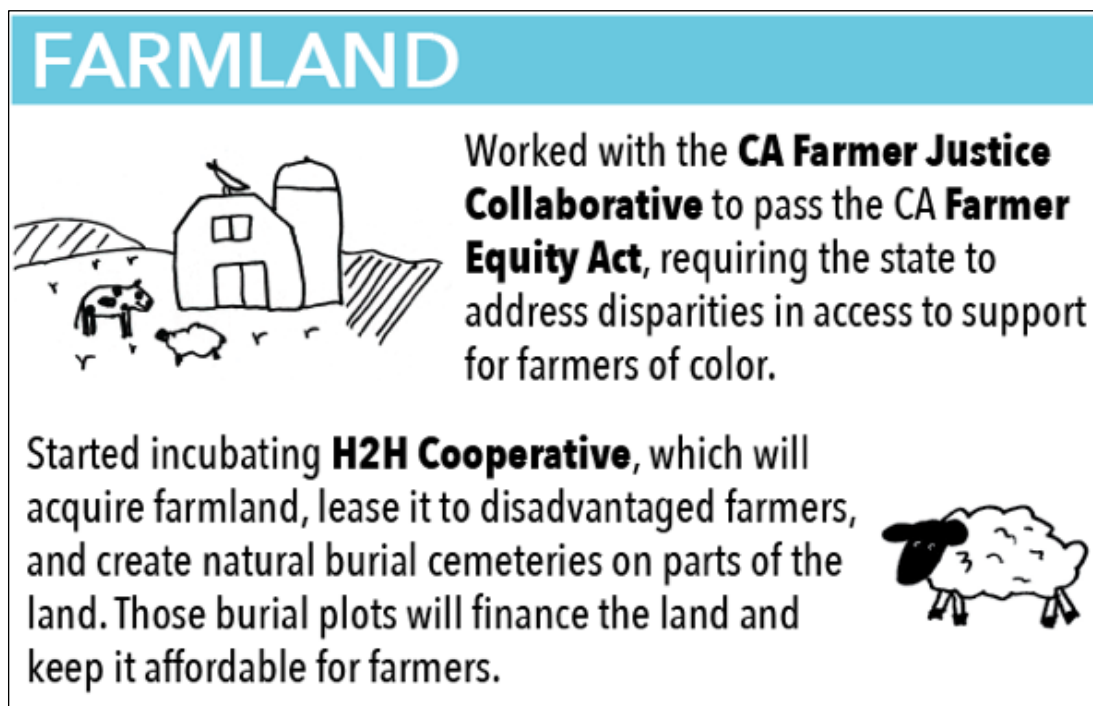 FARMLAND
Worked with the CA Farmer Justice
Collaborative to pass the CA Farmer
Equity Act, requiring the state to
address disparities in access to support
for farmers of color.
Started incubating H2H Cooperative, which will
acquire farmland, lease it to disadvantaged farmers,
and create natural burial cemeteries on parts of the
land. Those burial plots will finance the land and
keep it affordable for farmers.